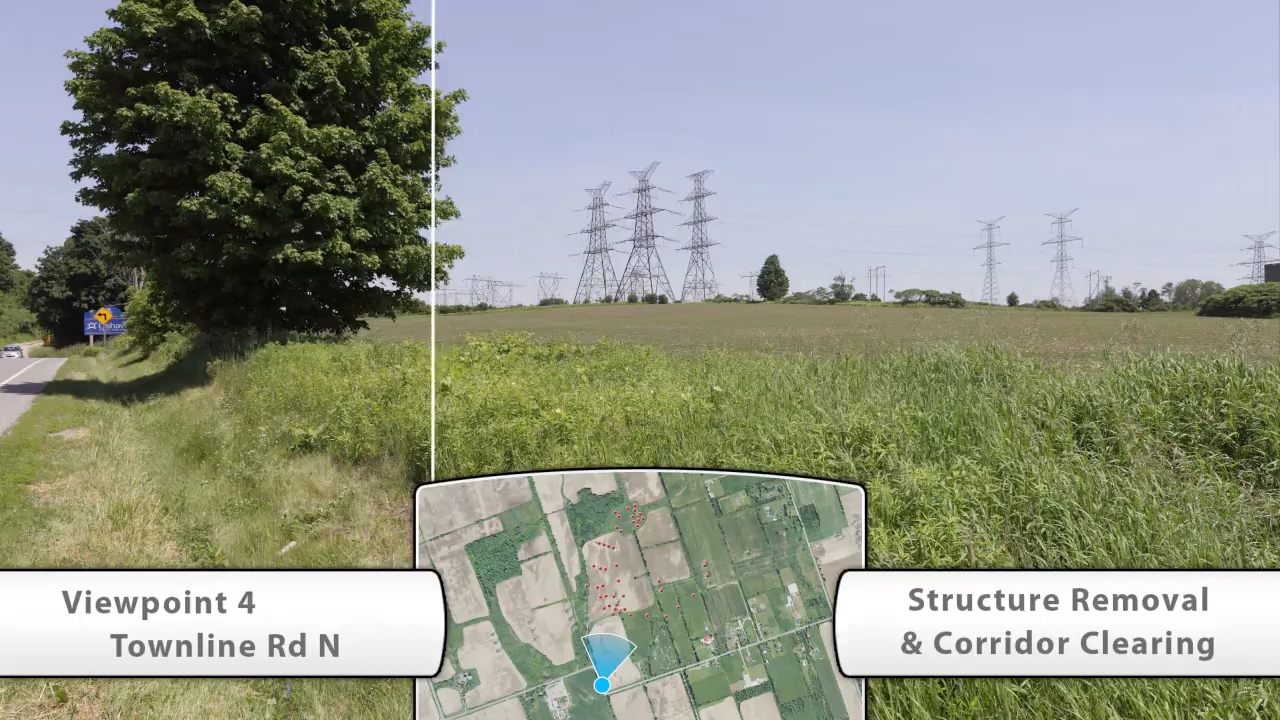 Viewpoint 4
Townline Rd N
Structure Removal
& Corridor Clearing